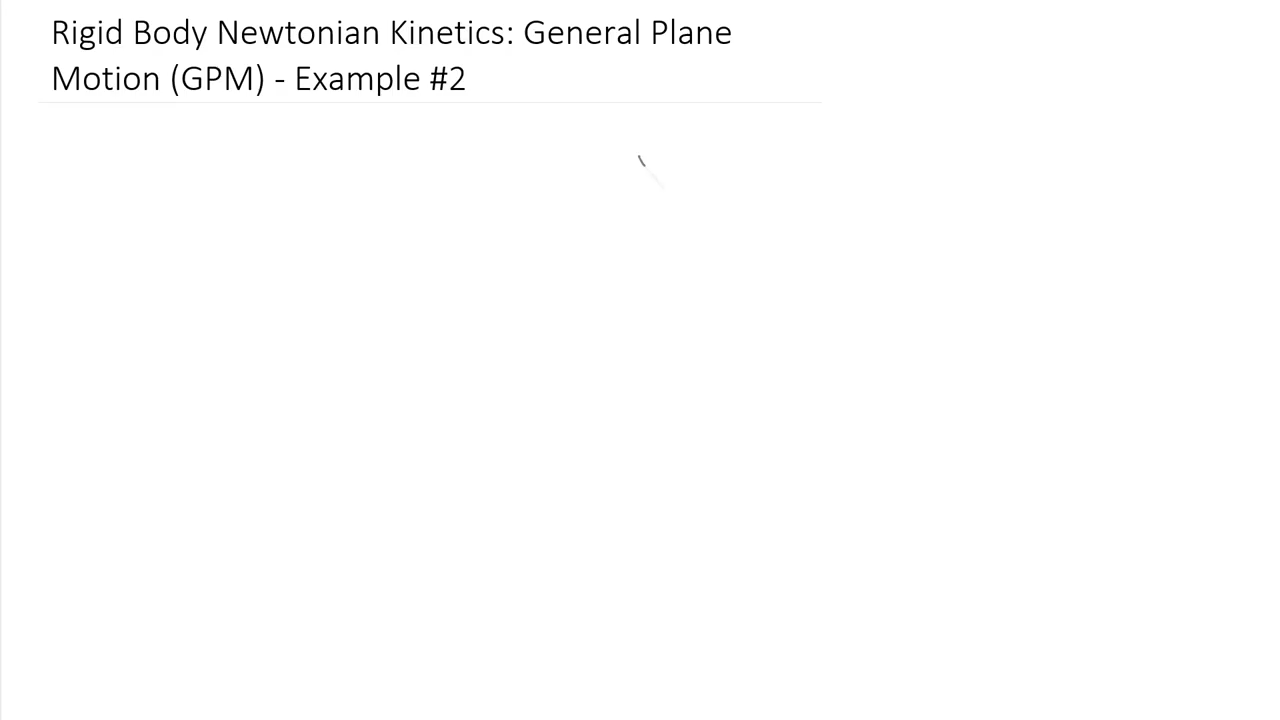 Rigid Body Newtonian Kinetics: General Plane
Motion (GPM) - Example #2